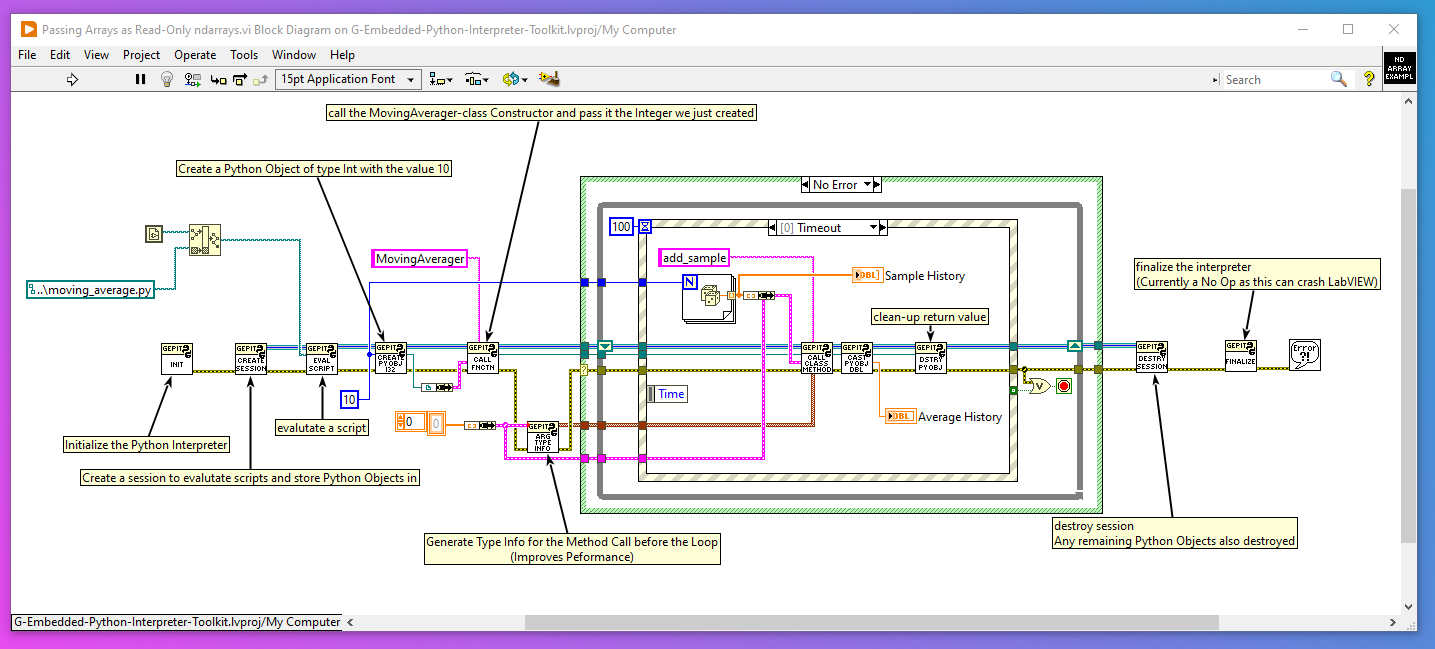 Passing Arrays as Read-Only ndarrays.vi Block Diagram on G-Embedded-Python-Interpreter-Toolkit.lvproj/My Computer
File Edit View Project Operate Tools Window Help
15pt Application Font
Search
ND
ARRAY
EXAMPL
call the MovingAverager-class Constructor and pass it the Integer we just created
Create a Python Object of type Int with the value 10
No Error
100
[0] Timeout
MovingAverager
add_sample
N
DBL
Sample History
finalize the interpreter
(Currently a No Op as this can crash LabVIEW)
..\moving_average.py
clean-up return value
GEPIT
INIT
GEPIT
CREATE
SESSION
GEPIT
EVAL
SCRIPT
GEPIT
CREATE
PYOBJ
I32
GEPIT
CALL
FNCTN
GEPIT
CALL
CLASS
METHOD
GEPIT
CAST
PYOBJ
DBL
GEPIT
DSTRY
PYOBJ
GEPIT
DESTRY
SESSION
GEPIT
FINALIZE
Error
?!
10
Time
0
0
DBL
Average History
evalutate a script
GEPIT
ARG
TYPE
INFO
Initialize the Python Interpreter
Create a session to evalutate scripts and store Python Objects in
Generate Type Info for the Method Call before the Loop
(Improves Peformance)
destroy session
Any remaining Python Objects also destroyed
G-Embedded-Python-Interpreter-Toolkit.lvproj/My Computer